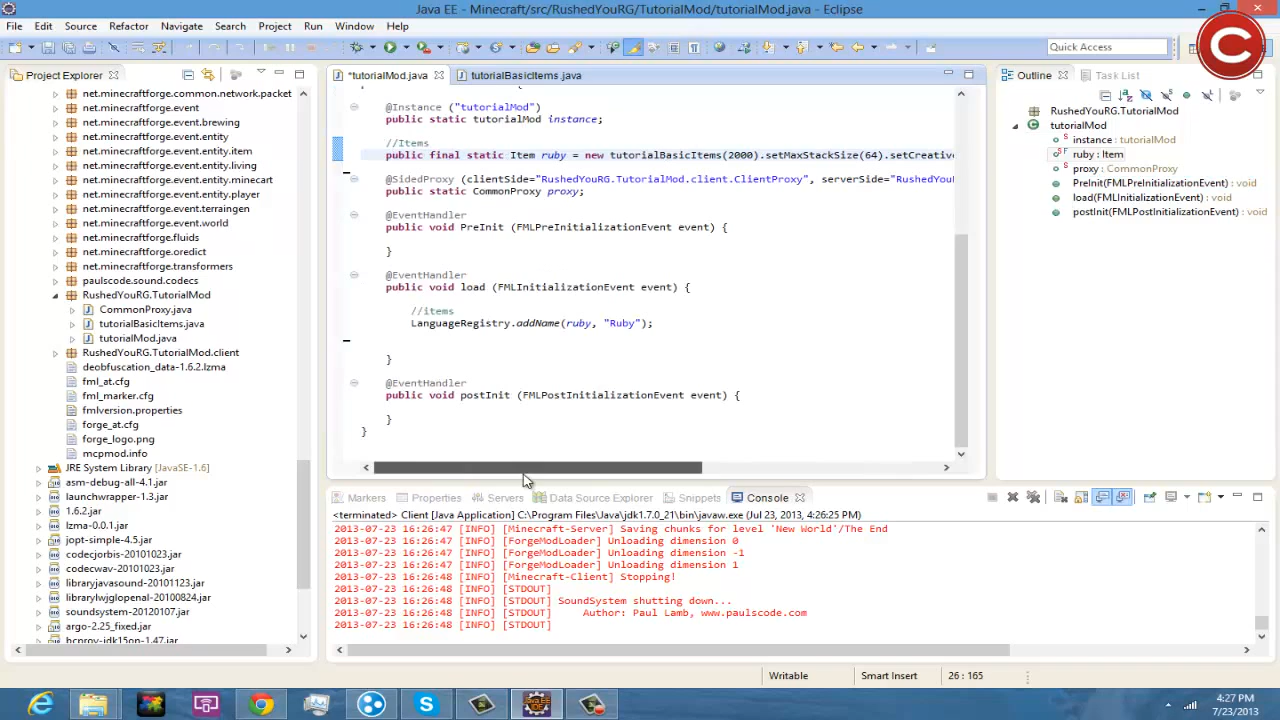 Java EE - Minecraft/src/RushedYouRG/TutorialMod/tutorialMod.java - Eclipse
File Edit Source Refactor Navigate Search Project Run Window Help
Quick Access
Project Explorer
net.minecraftforge.common.network.packet
net.minecraftforge.event
net.minecraftforge.event.brewing
net.minecraftforge.event.entity
net.minecraftforge.event.entity.item
net.minecraftforge.event.entity.living
net.minecraftforge.event.entity.minecart
net.minecraftforge.event.entity.player
net.minecraftforge.event.terraingen
net.minecraftforge.event.world
net.minecraftforge.fluids
net.minecraftforge.oredict
net.minecraftforge.transformers
paulscode.sound.codecs
RushedYouRG.TutorialMod
CommonProxy.java
tutorialBasicItems.java
tutorialMod.java
RushedYouRG.TutorialMod.client
deobfuscation_data-1.6.2.lzma
fml_at.cfg
fml_marker.cfg
fmlversion.properties
forge_at.cfg
forge_logo.png
mcpmod.info
JRE System Library [JavaSE-1.6]
asm-debug-all-4.1.jar
launchwrapper-1.3.jar
1.6.2.jar
lzma-0.0.1.jar
jopt-simple-4.5.jar
codecjorbis-20101023.jar
codecwav-20101023.jar
libraryjavasound-20101123.jar
librarylwjglopenal-20100824.jar
soundsystem-20120107.jar
argo-2.25_fixed.jar
bcprov-jdk15on-1.47.jar
*tutorialMod.java tutorialBasicItems.java
@Instance ("tutorialMod")
public static tutorialMod instance;
//Items
public final static Item ruby = new tutorialBasicItems(2000).setMaxStackSize(64).setCreative
@SidedProxy (clientSide="RushedYouRG.TutorialMod.client.ClientProxy", serverSide="RushedYou
public static CommonProxy proxy;
@EventHandler
public void PreInit (FMLPreInitializationEvent event) {
}
@EventHandler
public void load (FMLInitializationEvent event) {
//items
LanguageRegistry.addName(ruby, "Ruby");
}
@EventHandler
public void postInit (FMLPostInitializationEvent event) {
}
}
Outline Task List
RushedYouRG.TutorialMod
tutorialMod
instance : tutorialMod
ruby : Item
proxy : CommonProxy
PreInit(FMLPreInitializationEvent) : void
load(FMLInitializationEvent) : void
postInit(FMLPostInitializationEvent) : void
Markers Properties Servers Data Source Explorer Snippets Console
<terminated> Client [Java Application] C:\Program Files\Java\jdk1.7.0_21\bin\javaw.exe (Jul 23, 2013, 4:26:25 PM)
2013-07-23 16:26:47 [INFO] [Minecraft-Server] Saving chunks for level 'New World'/The End
2013-07-23 16:26:47 [INFO] [ForgeModLoader] Unloading dimension 0
2013-07-23 16:26:47 [INFO] [ForgeModLoader] Unloading dimension -1
2013-07-23 16:26:47 [INFO] [ForgeModLoader] Unloading dimension 1
2013-07-23 16:26:48 [INFO] [Minecraft-Client] Stopping!
2013-07-23 16:26:48 [INFO] [STDOUT]
2013-07-23 16:26:48 [INFO] [STDOUT] SoundSystem shutting down...
2013-07-23 16:26:48 [INFO] [STDOUT] Author: Paul Lamb, www.paulscode.com
2013-07-23 16:26:48 [INFO] [STDOUT]
Writable Smart Insert 26 : 165
4:27 PM
7/23/2013